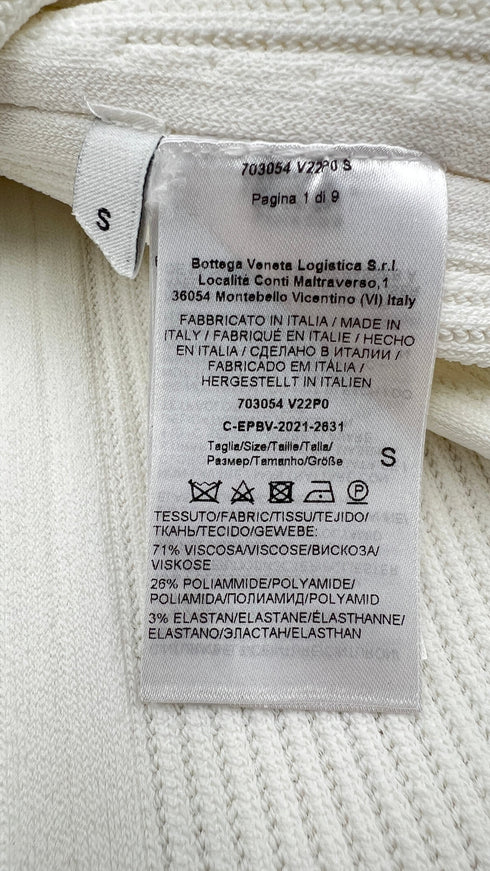 703054 V22P0 S
Pagina 1 di 9
Bottega Veneta Logistica S.r.l.
Località Conti Maltraverso,1
36054 Montebello Vicentino (VI) Italy
FABBRICATO IN ITALIA / MADE IN
ITALY / FABRIQUÉ EN ITALIE / HECHO
EN ITALIA / СДЕЛАНО В ИТАЛИИ /
FABRICADO EM ITÁLIA /
HERGESTELLT IN ITALIEN
703054 V22P0
C-EPBV-2021-2631
Taglia/Size/Taille/Talla/
Размер/Tamanho/Größe S
TESSUTO/FABRIC/TISSU/TEJIDO/
ТКАНЬ/TECIDO/GEWEBE:
71% VISCOSA/VISCOSE/ВИСКОЗА/
VISKOSE
26% POLIAMMIDE/POLYAMIDE/
POLIAMIDA/ПОЛИАМИД/POLYAMID
3% ELASTAN/ELASTANE/ÉLASTHANNE/
ELASTANO/ЭЛАСТАН/ELASTHAN
S